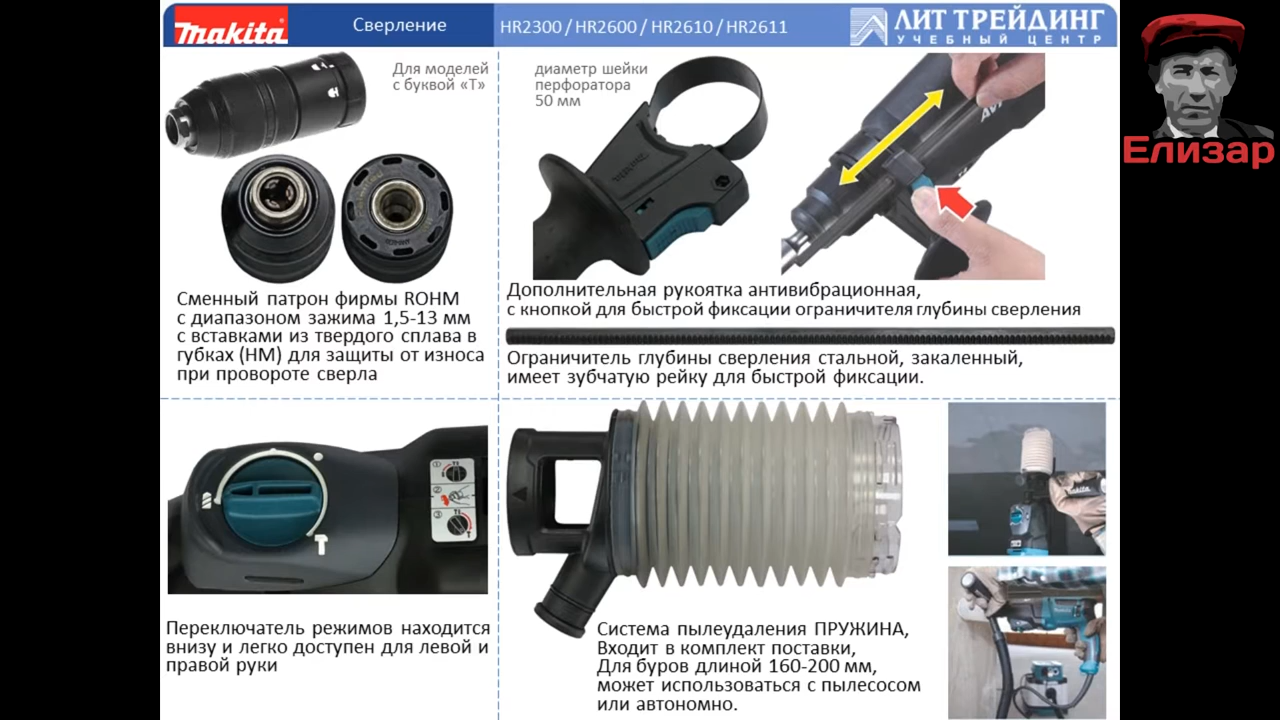 makita
Сверление
HR2300 / HR2600 / HR2610 / HR2611
ЛИТ ТРЕЙДИНГ
УЧЕБНЫЙ ЦЕНТР
Елизар
Для моделей
с буквой «Т»
диаметр шейки
перфоратора
50 мм
Сменный патрон фирмы ROHM
с диапазоном зажима 1,5-13 мм
с вставками из твердого сплава в
губках (НМ) для защиты от износа
при провороте сверла
Дополнительная рукоятка антивибрационная,
с кнопкой для быстрой фиксации ограничителя глубины сверления
Ограничитель глубины сверления стальной, закаленный,
имеет зубчатую рейку для быстрой фиксации.
Переключатель режимов находится
внизу и легко доступен для левой и
правой руки
Система пылеудаления ПРУЖИНА,
Входит в комплект поставки,
Для буров длиной 160-200 мм,
может использоваться с пылесосом
или автономно.